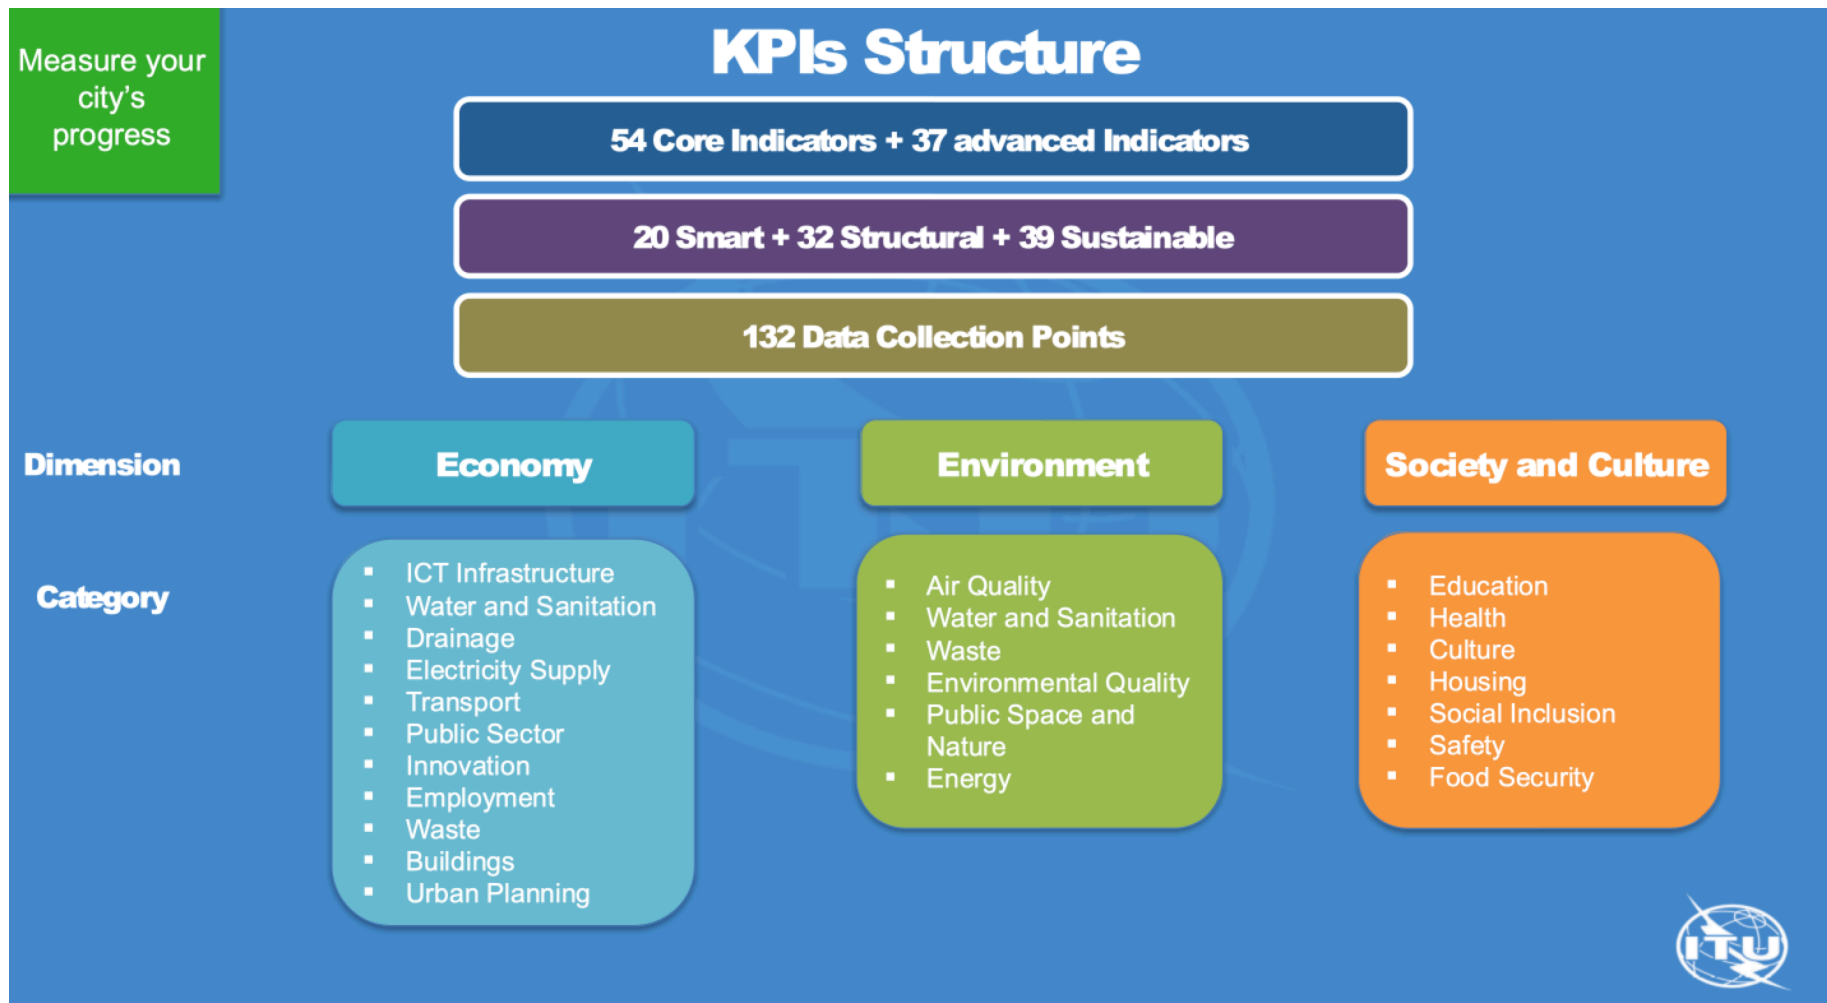 Measure your
city's
progress
KPIs Structure
54 Core Indicators + 37 advanced Indicators
20 Smart + 32 Structural + 39 Sustainable
132 Data Collection Points
Dimension
Economy
Environment
Society and Culture
Category
▪ ICT Infrastructure
▪ Water and Sanitation
▪ Drainage
▪ Electricity Supply
▪ Transport
▪ Public Sector
▪ Innovation
▪ Employment
▪ Waste
▪ Buildings
▪ Urban Planning
▪ Air Quality
▪ Water and Sanitation
▪ Waste
▪ Environmental Quality
▪ Public Space and
Nature
▪ Energy
▪ Education
▪ Health
▪ Culture
▪ Housing
▪ Social Inclusion
▪ Safety
▪ Food Security
ITU